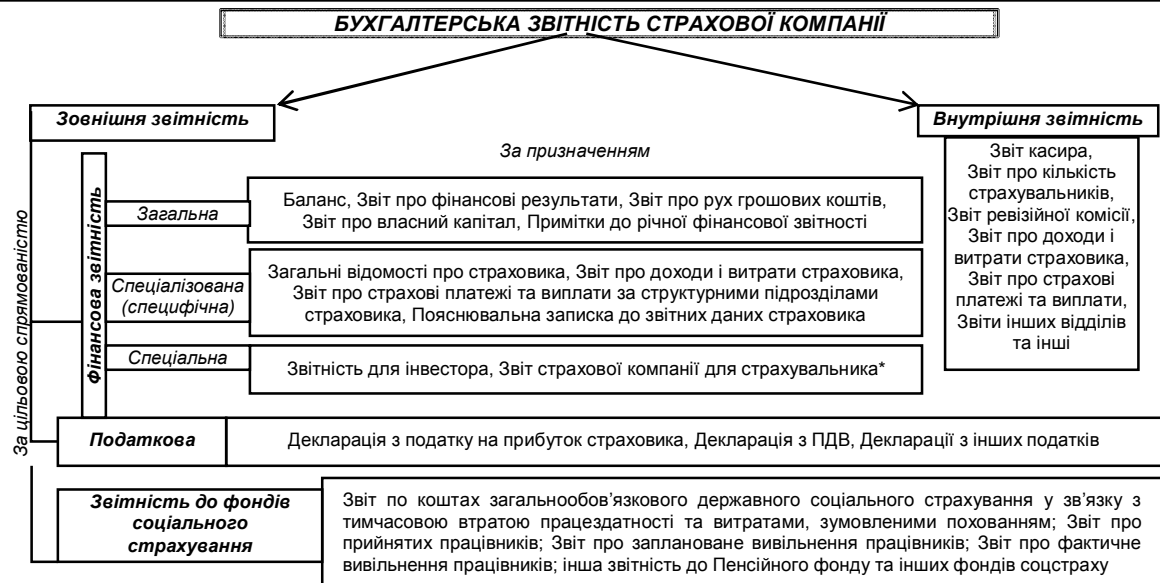 БУХГАЛТЕРСЬКА ЗВІТНІСТЬ СТРАХОВОЇ КОМПАНІЇ
Зовнішня звітність
Внутрішня звітність
За цільовою спрямованістю
Фінансова звітність
За призначенням
Загальна
Баланс, Звіт про фінансові результати, Звіт про рух грошових коштів,
Звіт про власний капітал, Примітки до річної фінансової звітності
Спеціалізована
(специфічна)
Загальні відомості про страховика, Звіт про доходи і витрати страховика,
Звіт про страхові платежі та виплати за структурними підрозділами
страховика, Пояснювальна записка до звітних даних страховика
Спеціальна
Звітність для інвестора, Звіт страхової компанії для страхувальника*
Звіт касира,
Звіт про кількість
страхувальників,
Звіт ревізійної комісії,
Звіт про доходи і
витрати страховика,
Звіт про страхові
платежі та виплати,
Звіти інших відділів
та інші
Податкова
Декларація з податку на прибуток страховика, Декларація з ПДВ, Декларації з інших податків
Звітність до фондів
соціального
страхування
Звіт по коштах загальнообов’язкового державного соціального страхування у зв’язку з
тимчасовою втратою працездатності та витратами, зумовленими похованням; Звіт про
прийнятих працівників; Звіт про заплановане вивільнення працівників; Звіт про фактичне
вивільнення працівників; інша звітність до Пенсійного фонду та інших фондів соцстраху